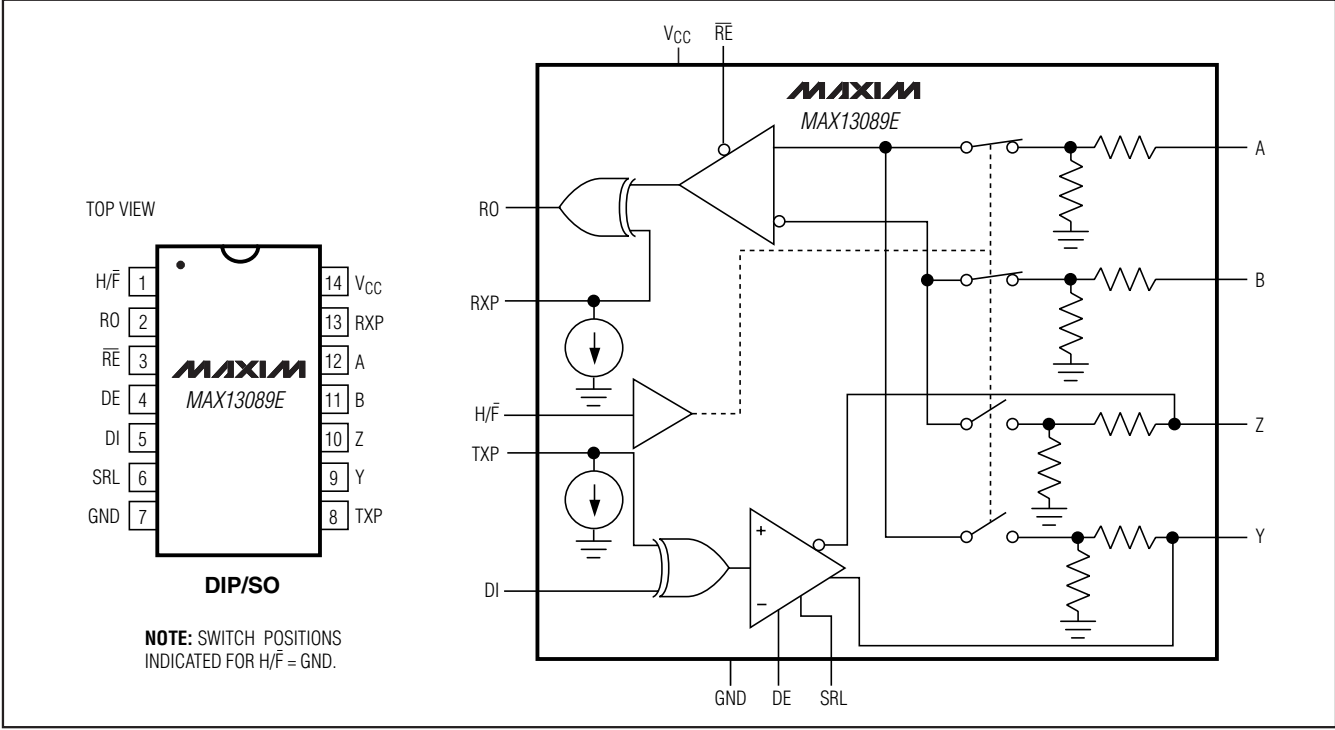 TOP VIEW
H/F̅ 1
RO 2
R̅E̅ 3
DE 4
DI 5
SRL 6
GND 7
14 VCC
13 RXP
12 A
11 B
10 Z
9 Y
8 TXP
MAXIM
MAX13089E
DIP/SO
NOTE: SWITCH POSITIONS
INDICATED FOR H/F̅ = GND.
VCC R̅E̅
MAXIM
MAX13089E
RO
RXP
H/F̅
TXP
DI
A
B
Z
Y
+
−
GND DE SRL